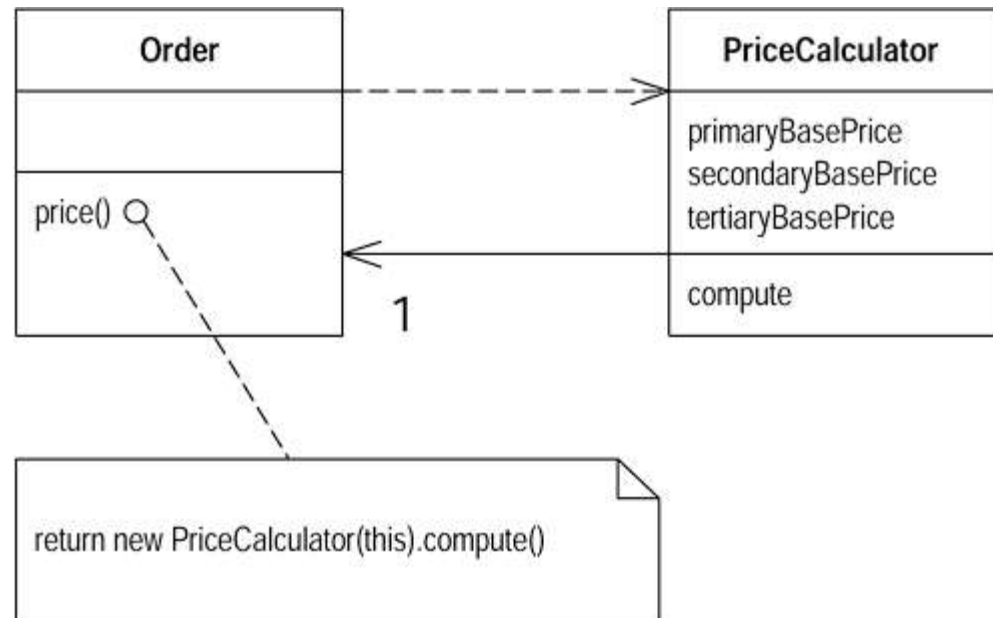 Order
price()
PriceCalculator
primaryBasePrice
secondaryBasePrice
tertiaryBasePrice
compute
1
return new PriceCalculator(this).compute()